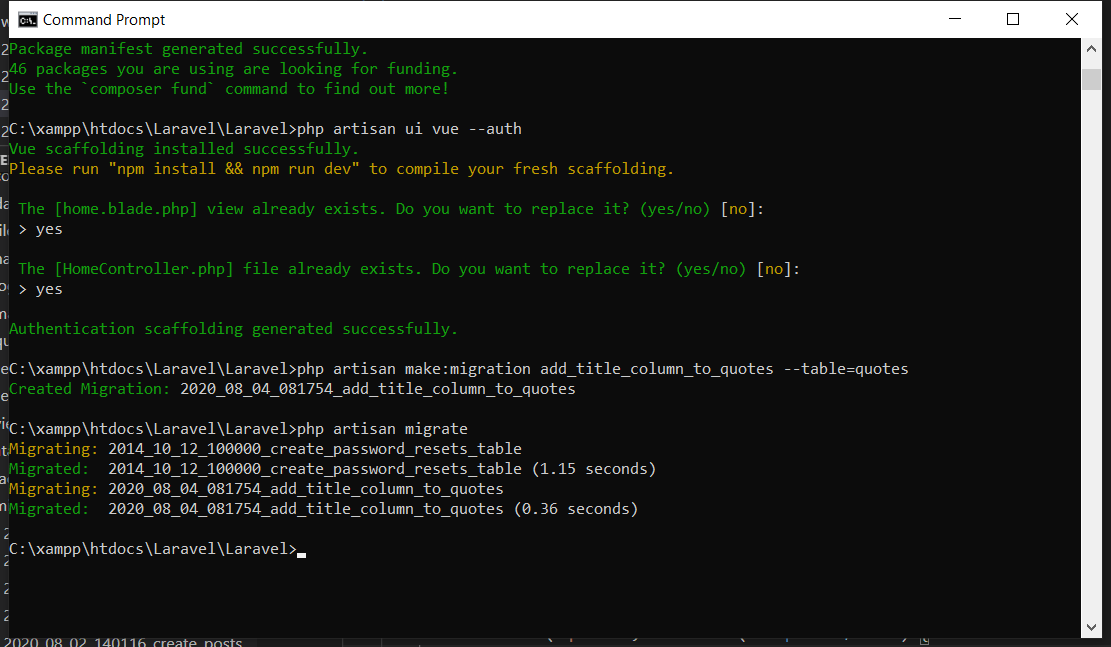 Command Prompt
Package manifest generated successfully.
46 packages you are using are looking for funding.
Use the `composer fund` command to find out more!
C:\xampp\htdocs\Laravel\Laravel>php artisan ui vue --auth
Vue scaffolding installed successfully.
Please run "npm install && npm run dev" to compile your fresh scaffolding.
The [home.blade.php] view already exists. Do you want to replace it? (yes/no) [no]:
> yes
The [HomeController.php] file already exists. Do you want to replace it? (yes/no) [no]:
> yes
Authentication scaffolding generated successfully.
C:\xampp\htdocs\Laravel\Laravel>php artisan make:migration add_title_column_to_quotes --table=quotes
Created Migration: 2020_08_04_081754_add_title_column_to_quotes
C:\xampp\htdocs\Laravel\Laravel>php artisan migrate
Migrating: 2014_10_12_100000_create_password_resets_table
Migrated:  2014_10_12_100000_create_password_resets_table (1.15 seconds)
Migrating: 2020_08_04_081754_add_title_column_to_quotes
Migrated:  2020_08_04_081754_add_title_column_to_quotes (0.36 seconds)
C:\xampp\htdocs\Laravel\Laravel>
2020_08_02_140116_create_posts